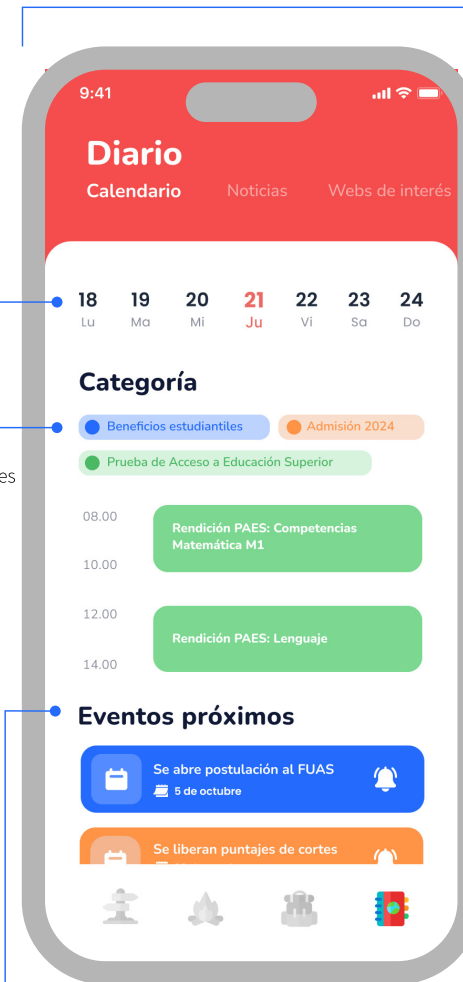 9:41
Diario
Calendario Noticias Webs de interés
18 19 20 21 22 23 24
Lu Ma Mi Ju Vi Sa Do
Categoría
Beneficios estudiantiles Admisión 2024
Prueba de Acceso a Educación Superior
es
08.00
Rendición PAES: Competencias
Matemática M1
10.00
12.00
Rendición PAES: Lenguaje
14.00
Eventos próximos
Se abre postulación al FUAS
5 de octubre
Se liberan puntajes de cortes